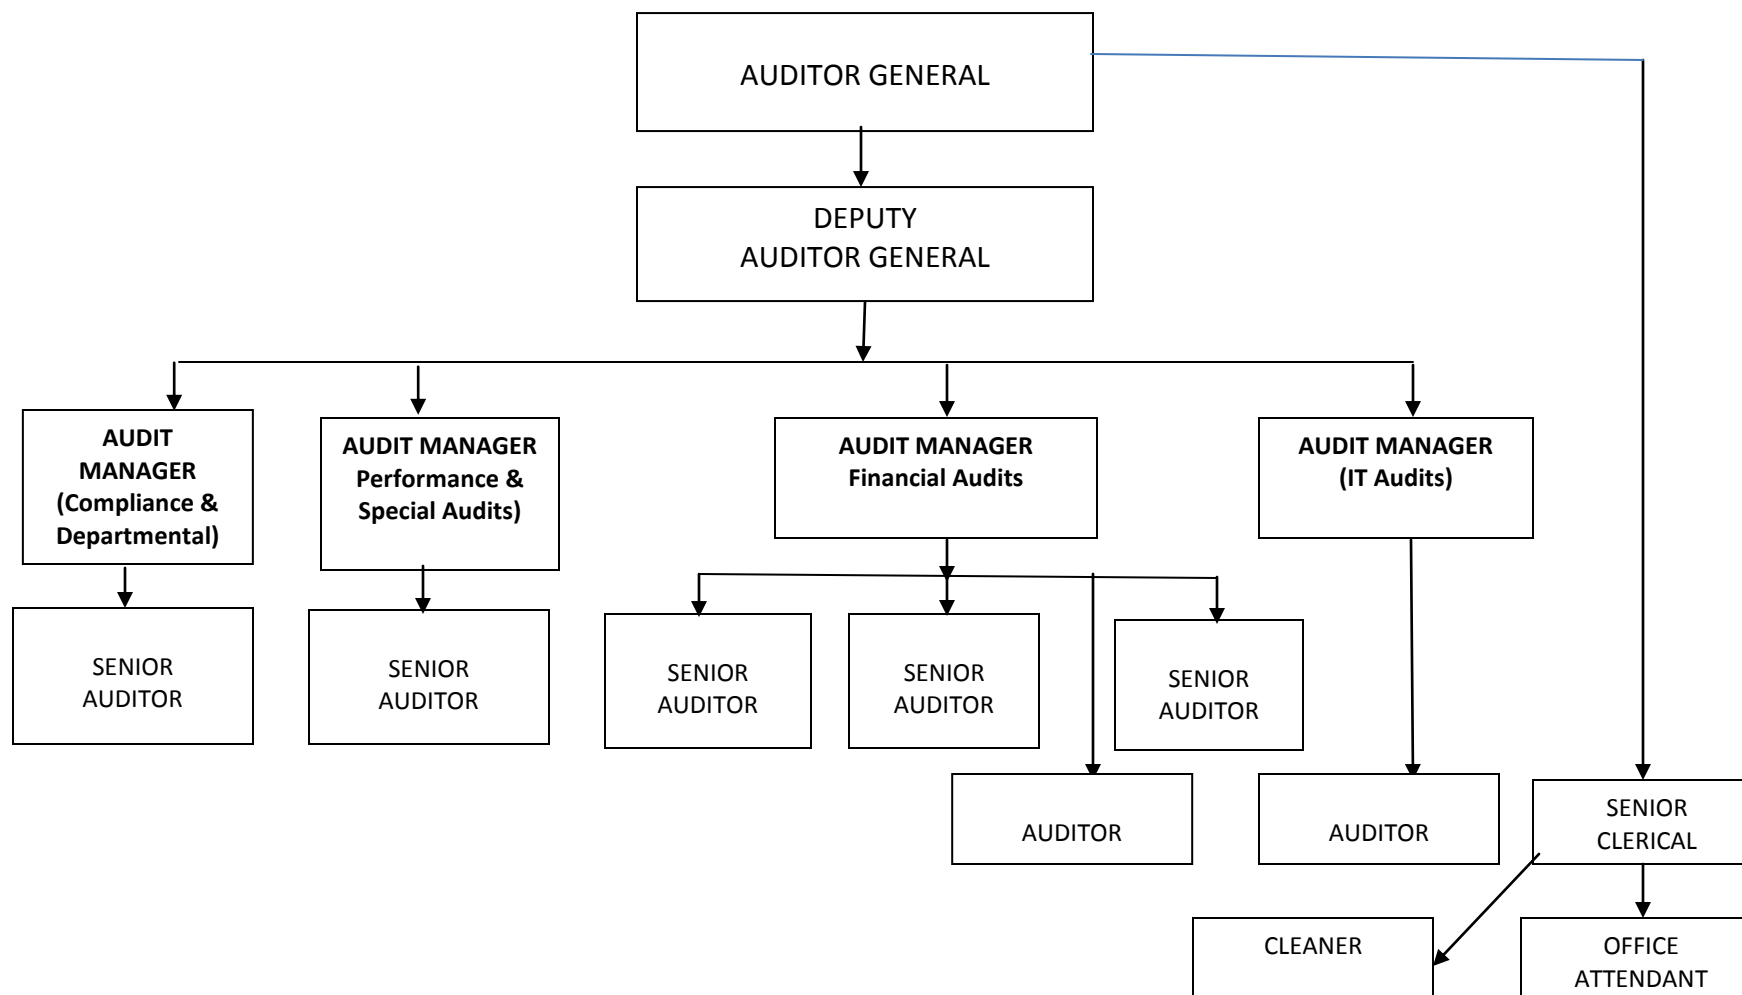 AUDITOR GENERAL
DEPUTY
AUDITOR GENERAL
AUDIT
MANAGER
(Compliance &
Departmental)
AUDIT MANAGER
Performance &
Special Audits)
AUDIT MANAGER
Financial Audits
AUDIT MANAGER
(IT Audits)
SENIOR
AUDITOR
SENIOR
AUDITOR
SENIOR
AUDITOR
SENIOR
AUDITOR
SENIOR
AUDITOR
AUDITOR
AUDITOR
SENIOR
CLERICAL
CLEANER
OFFICE
ATTENDANT